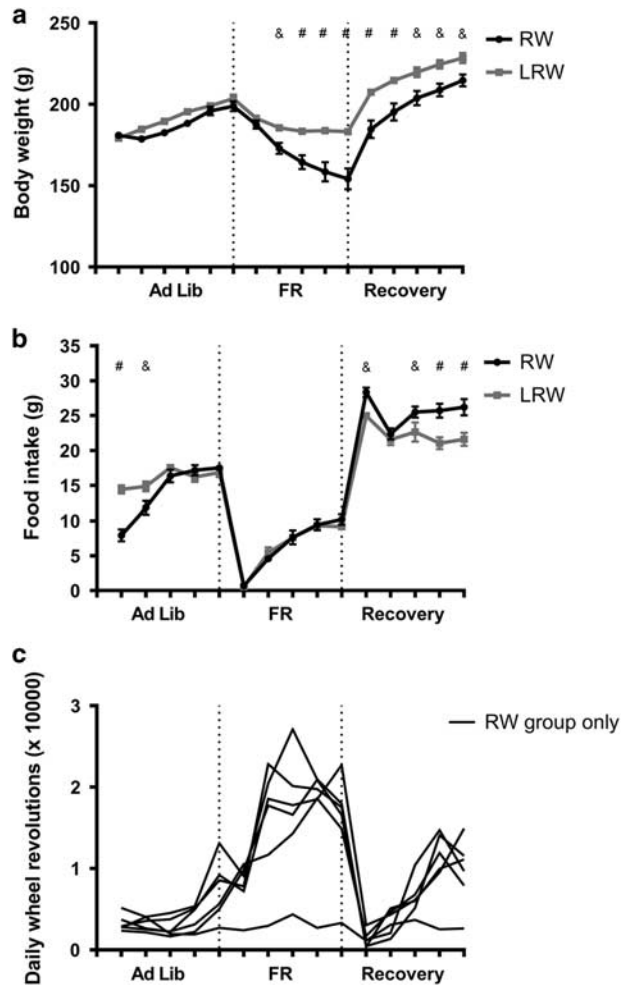 a
& # # # # # & & &
RW
LRW
Body weight (g)
250
200
150
100
Ad Lib FR Recovery
b
# & & & # #
RW
LRW
Food intake (g)
35
30
25
20
15
10
5
0
Ad Lib FR Recovery
c
RW group only
Daily wheel revolutions (x 10000)
3
2
1
0
Ad Lib FR Recovery